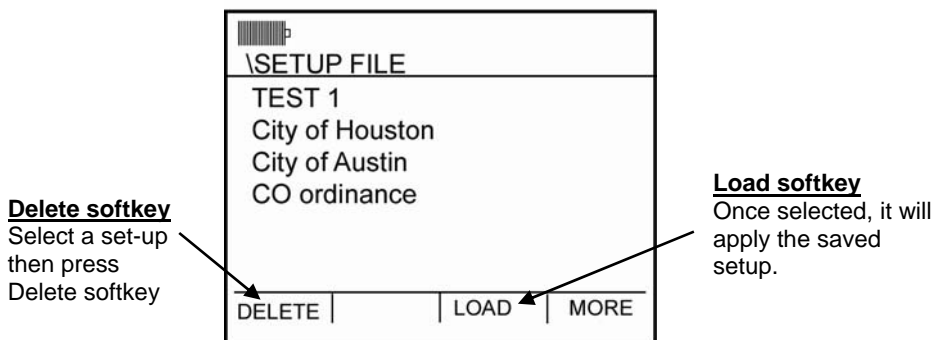 \SETUP FILE
TEST 1
City of Houston
City of Austin
CO ordinance
Delete softkey
Select a set-up
then press
Delete softkey
Load softkey
Once selected, it will
apply the saved
setup.
DELETE LOAD MORE